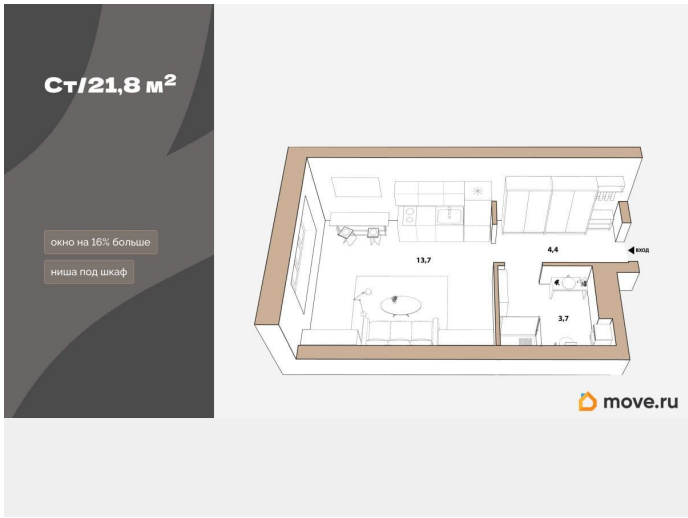 Ст/21,8 м²
окно на 16% больше
ниша под шкаф
13,7
4,4
ВХОД
3,7
move.ru